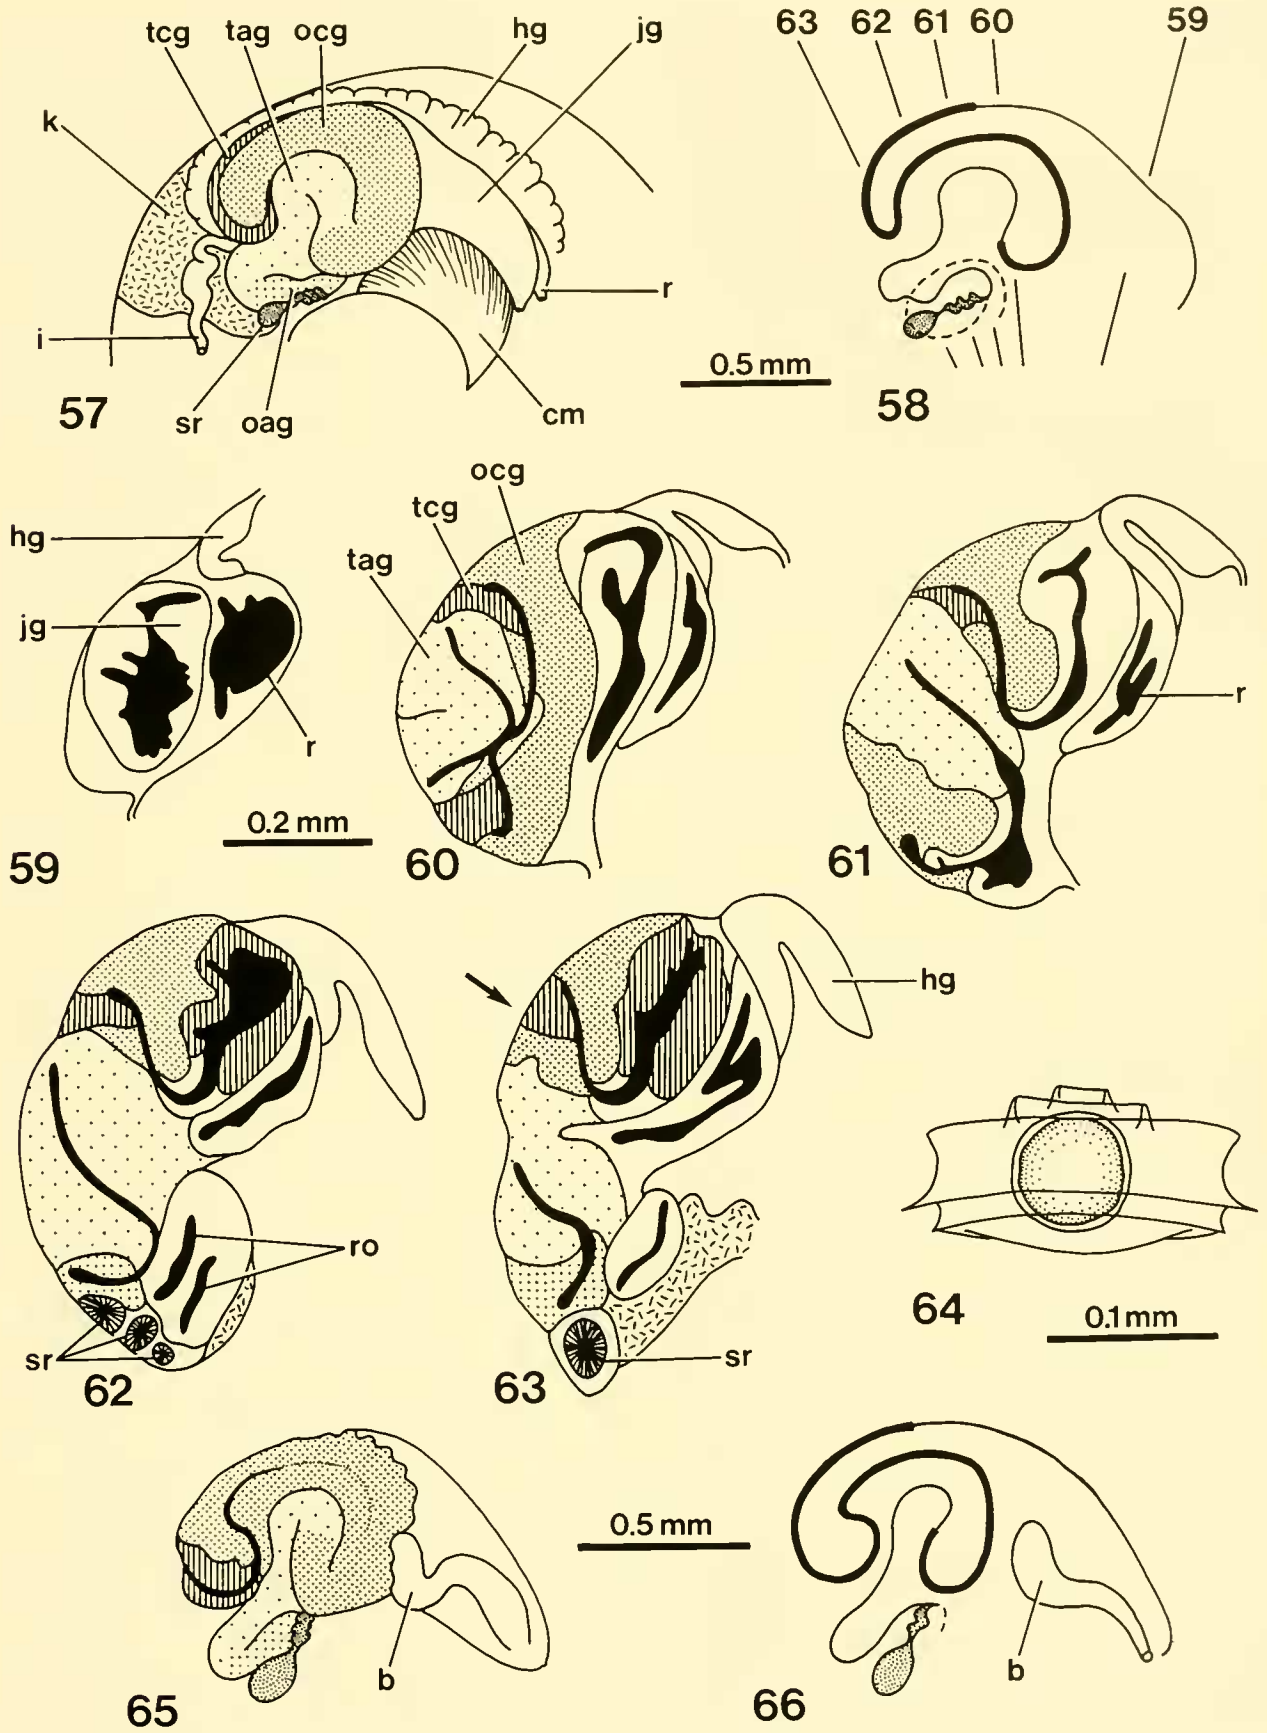 tcg tag ocg hg jg
k
i
sr oag
r
cm
0.5 mm
57
63 62 61 60 59
58
hg
jg
r
0.2 mm
59
ocg
tcg
tag
60
r
61
ro
sr
62
hg
sr
63
64
0.1 mm
b
65
0.5 mm
b
66